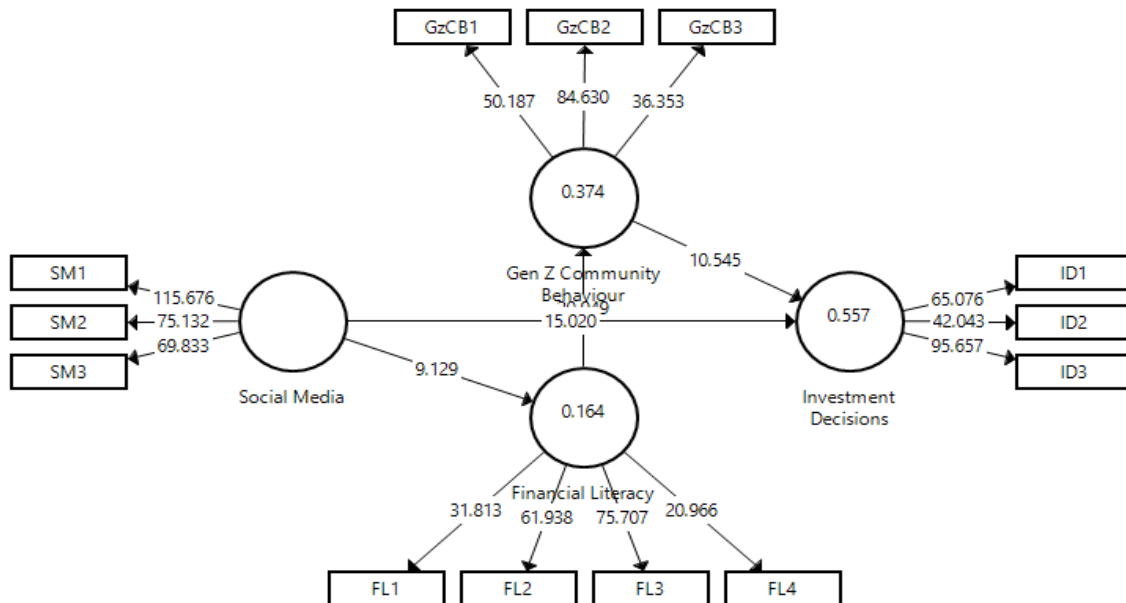 GzCB1 GzCB2 GzCB3
50.187 84.630 36.353
0.374
Gen Z Community
Behaviour
10.545
SM1
SM2
SM3
115.676
75.132
69.833
Social Media
15.020
9.129
0.557
Investment
Decisions
65.076
42.043
95.657
ID1
ID2
ID3
0.164
Financial Literacy
31.813 61.938 75.707 20.966
FL1 FL2 FL3 FL4